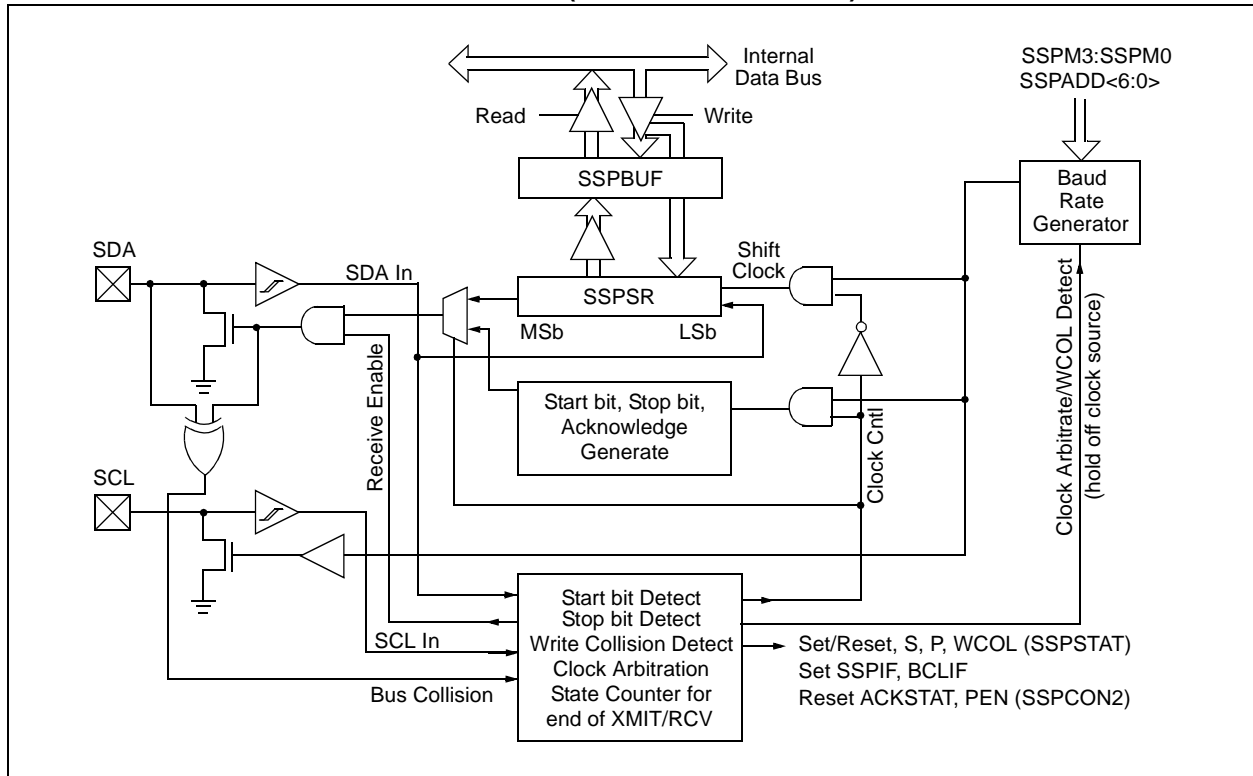 Internal
Data Bus
SSPM3:SSPM0
SSPADD<6:0>
Read
Write
SSPBUF
Baud
Rate
Generator
SDA
SDA In
Shift
Clock
SSPSR
MSb
LSb
Receive Enable
Start bit, Stop bit,
Acknowledge
Generate
Clock Cntl
Clock Arbitrate/WCOL Detect
(hold off clock source)
SCL
SCL In
Bus Collision
Start bit Detect
Stop bit Detect
Write Collision Detect
Clock Arbitration
State Counter for
end of XMIT/RCV
Set/Reset, S, P, WCOL (SSPSTAT)
Set SSPIF, BCLIF
Reset ACKSTAT, PEN (SSPCON2)